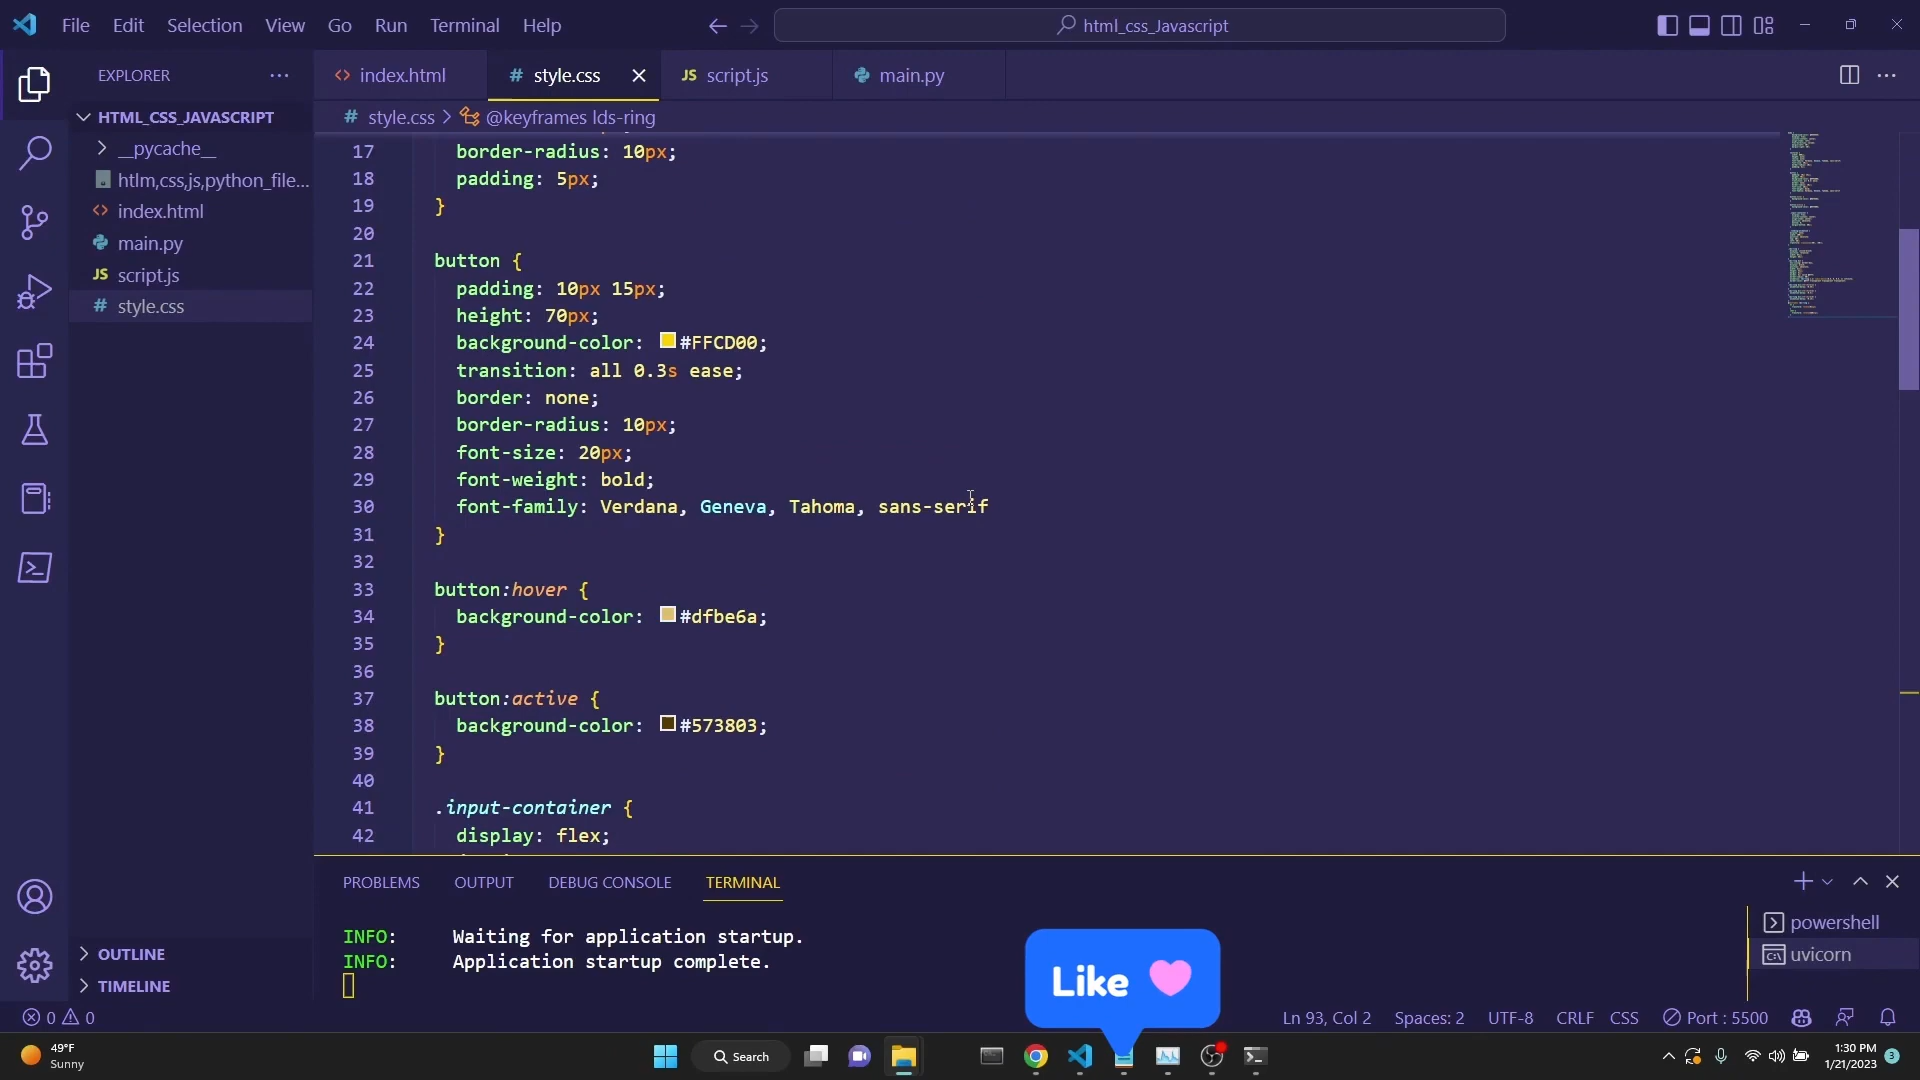 File Edit Selection View Go Run Terminal Help
html_css_Javascript
EXPLORER
index.html
# style.css
JS script.js
main.py
HTML_CSS_JAVASCRIPT
# style.css > @keyframes lds-ring
__pycache__
htlm,css,js,python_file...
index.html
main.py
JS script.js
# style.css
17 border-radius: 10px;
18 padding: 5px;
19 }
20
21 button {
22 padding: 10px 15px;
23 height: 70px;
24 background-color: #FFCD00;
25 transition: all 0.3s ease;
26 border: none;
27 border-radius: 10px;
28 font-size: 20px;
29 font-weight: bold;
30 font-family: Verdana, Geneva, Tahoma, sans-serif
31 }
32
33 button:hover {
34 background-color: #dfbe6a;
35 }
36
37 button:active {
38 background-color: #573803;
39 }
40
41 .input-container {
42 display: flex;
PROBLEMS OUTPUT DEBUG CONSOLE TERMINAL
INFO: Waiting for application startup.
INFO: Application startup complete.
powershell
uvicorn
Like
OUTLINE
TIMELINE
0 0
Ln 93, Col 2 Spaces: 2 UTF-8 CRLF CSS Port : 5500
49°F
Sunny
Search
1:30 PM
1/21/2023
3